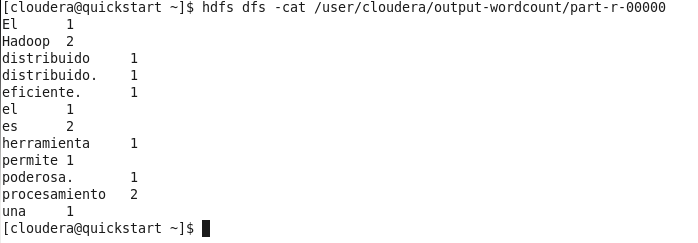 [cloudera@quickstart ~]$ hdfs dfs -cat /user/cloudera/output-wordcount/part-r-00000
El	1
Hadoop	2
distribuido	1
distribuido.	1
eficiente.	1
el	1
es	2
herramienta	1
permite	1
poderosa.	1
procesamiento	2
una	1
[cloudera@quickstart ~]$